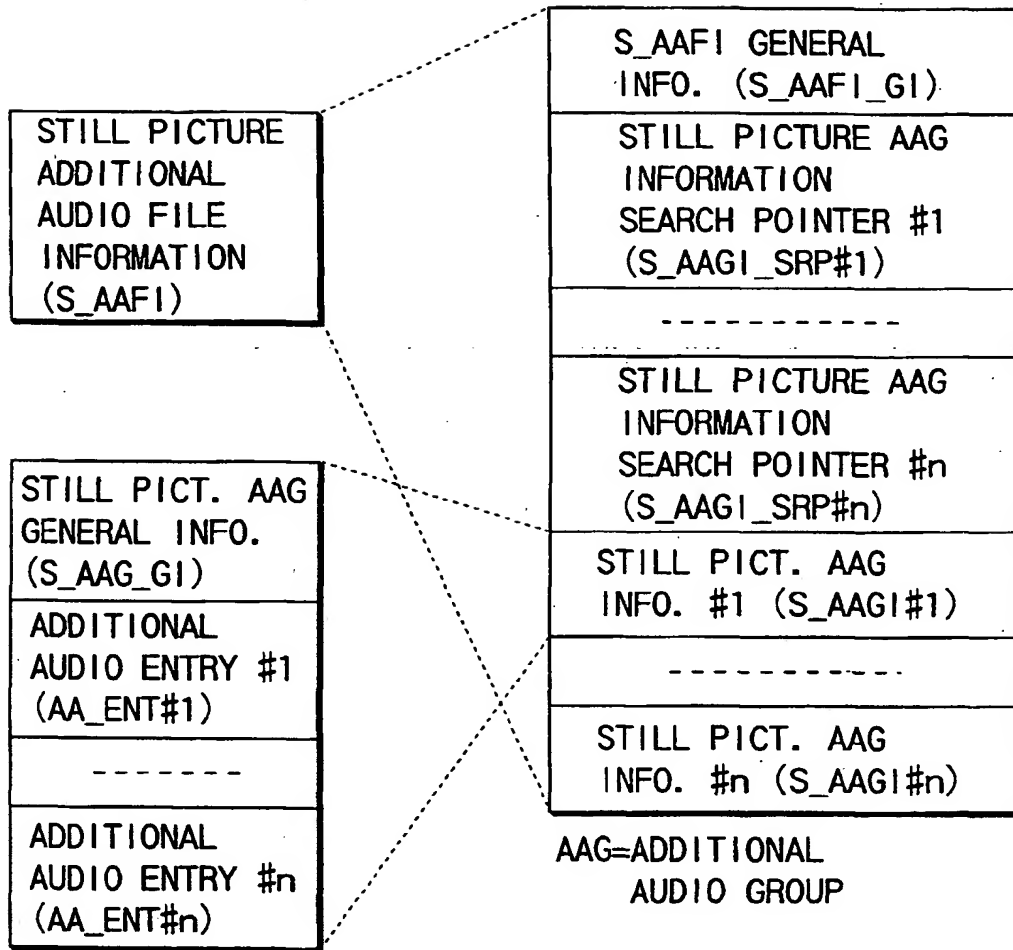 STILL PICTURE
ADDITIONAL
AUDIO FILE
INFORMATION
(S_AAFI)
STILL PICT. AAG
GENERAL INFO.
(S_AAG_GI)
ADDITIONAL
AUDIO ENTRY #1
(AA_ENT#1)
-------
ADDITIONAL
AUDIO ENTRY #n
(AA_ENT#n)
S_AAFI GENERAL
INFO. (S_AAFI_GI)
STILL PICTURE AAG
INFORMATION
SEARCH POINTER #1
(S_AAGI_SRP#1)
-----------
STILL PICTURE AAG
INFORMATION
SEARCH POINTER #n
(S_AAGI_SRP#n)
STILL PICT. AAG
INFO. #1 (S_AAGI#1)
-----------
STILL PICT. AAG
INFO. #n (S_AAGI#n)
AAG=ADDITIONAL
AUDIO GROUP